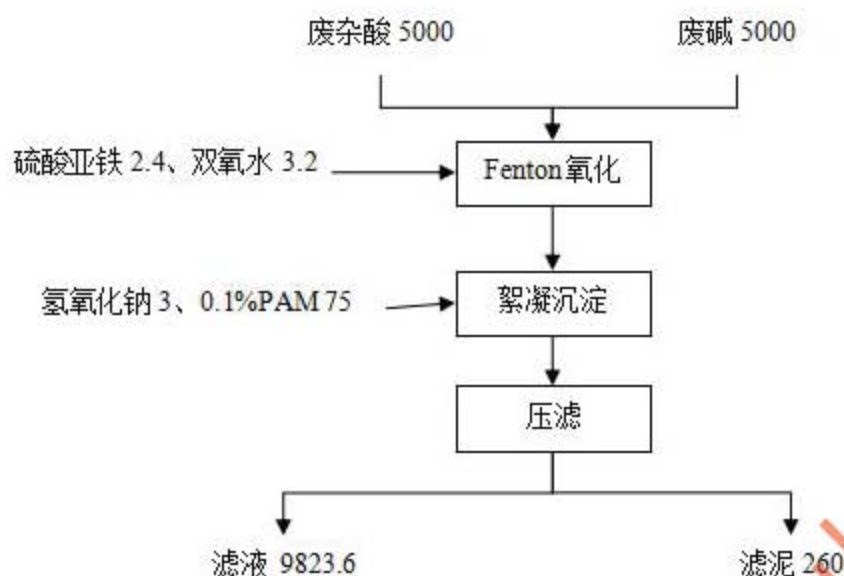 废杂酸 5000
废碱 5000
硫酸亚铁 2.4、双氧水 3.2
Fenton氧化
氢氧化钠 3、0.1%PAM 75
絮凝沉淀
压滤
滤液 9823.6
滤泥 260